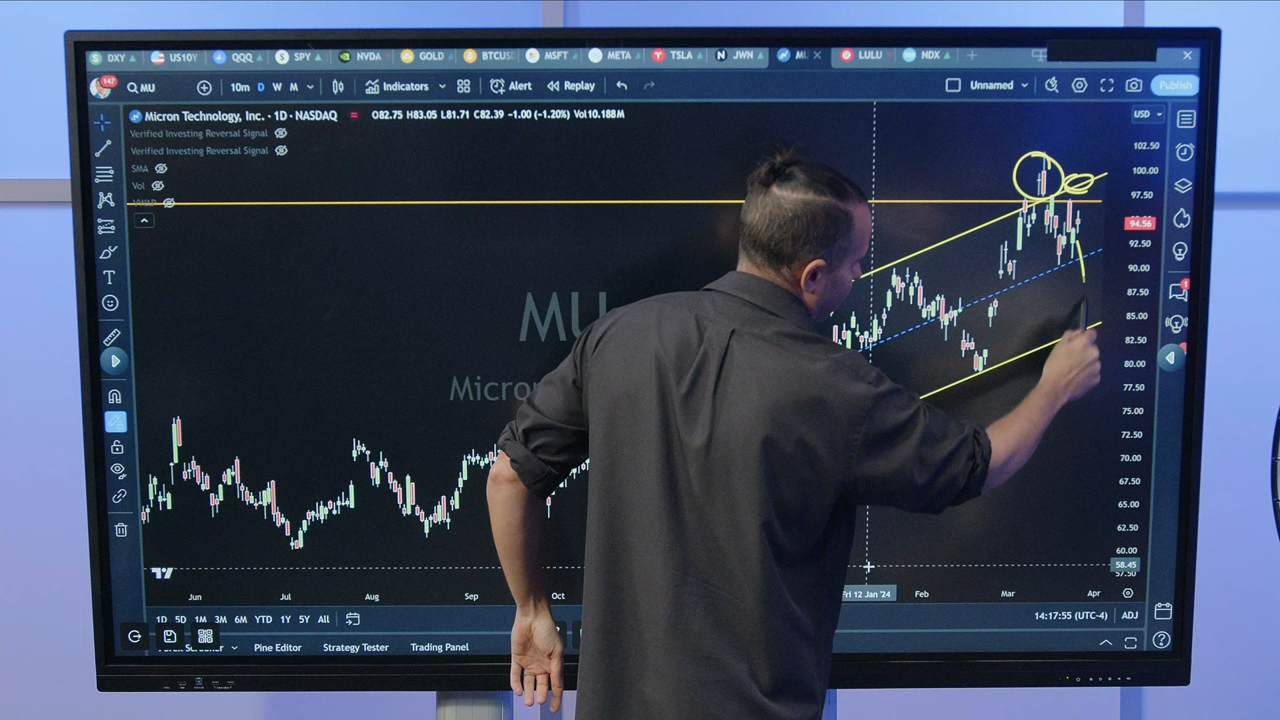 DXY US10Y QQQ SPY NVDA GOLD BTCUS MSFT META TSLA N JWN MU LULU NDX
147 MU 10m D W M Indicators Alert Replay Unnamed Publish
Micron Technology, Inc. · 1D · NASDAQ O82.75 H83.05 L81.71 C82.39 −1.00 (−1.20%) Vol10.188M USD
Verified Investing Reversal Signal
Verified Investing Reversal Signal
SMA
Vol
102.50
100.00
97.50
94.56
92.50
90.00
87.50
85.00
82.50
80.00
77.50
75.00
72.50
70.00
67.50
65.00
62.50
60.00
58.45
57.50
MU
Micron
T
1
Jun Jul Aug Sep Oct Fri 12 Jan '24 Feb Mar Apr
1D 5D 1M 3M 6M YTD 1Y 5Y All 14:17:55 (UTC-4) ADJ
Forex Screener Pine Editor Strategy Tester Trading Panel